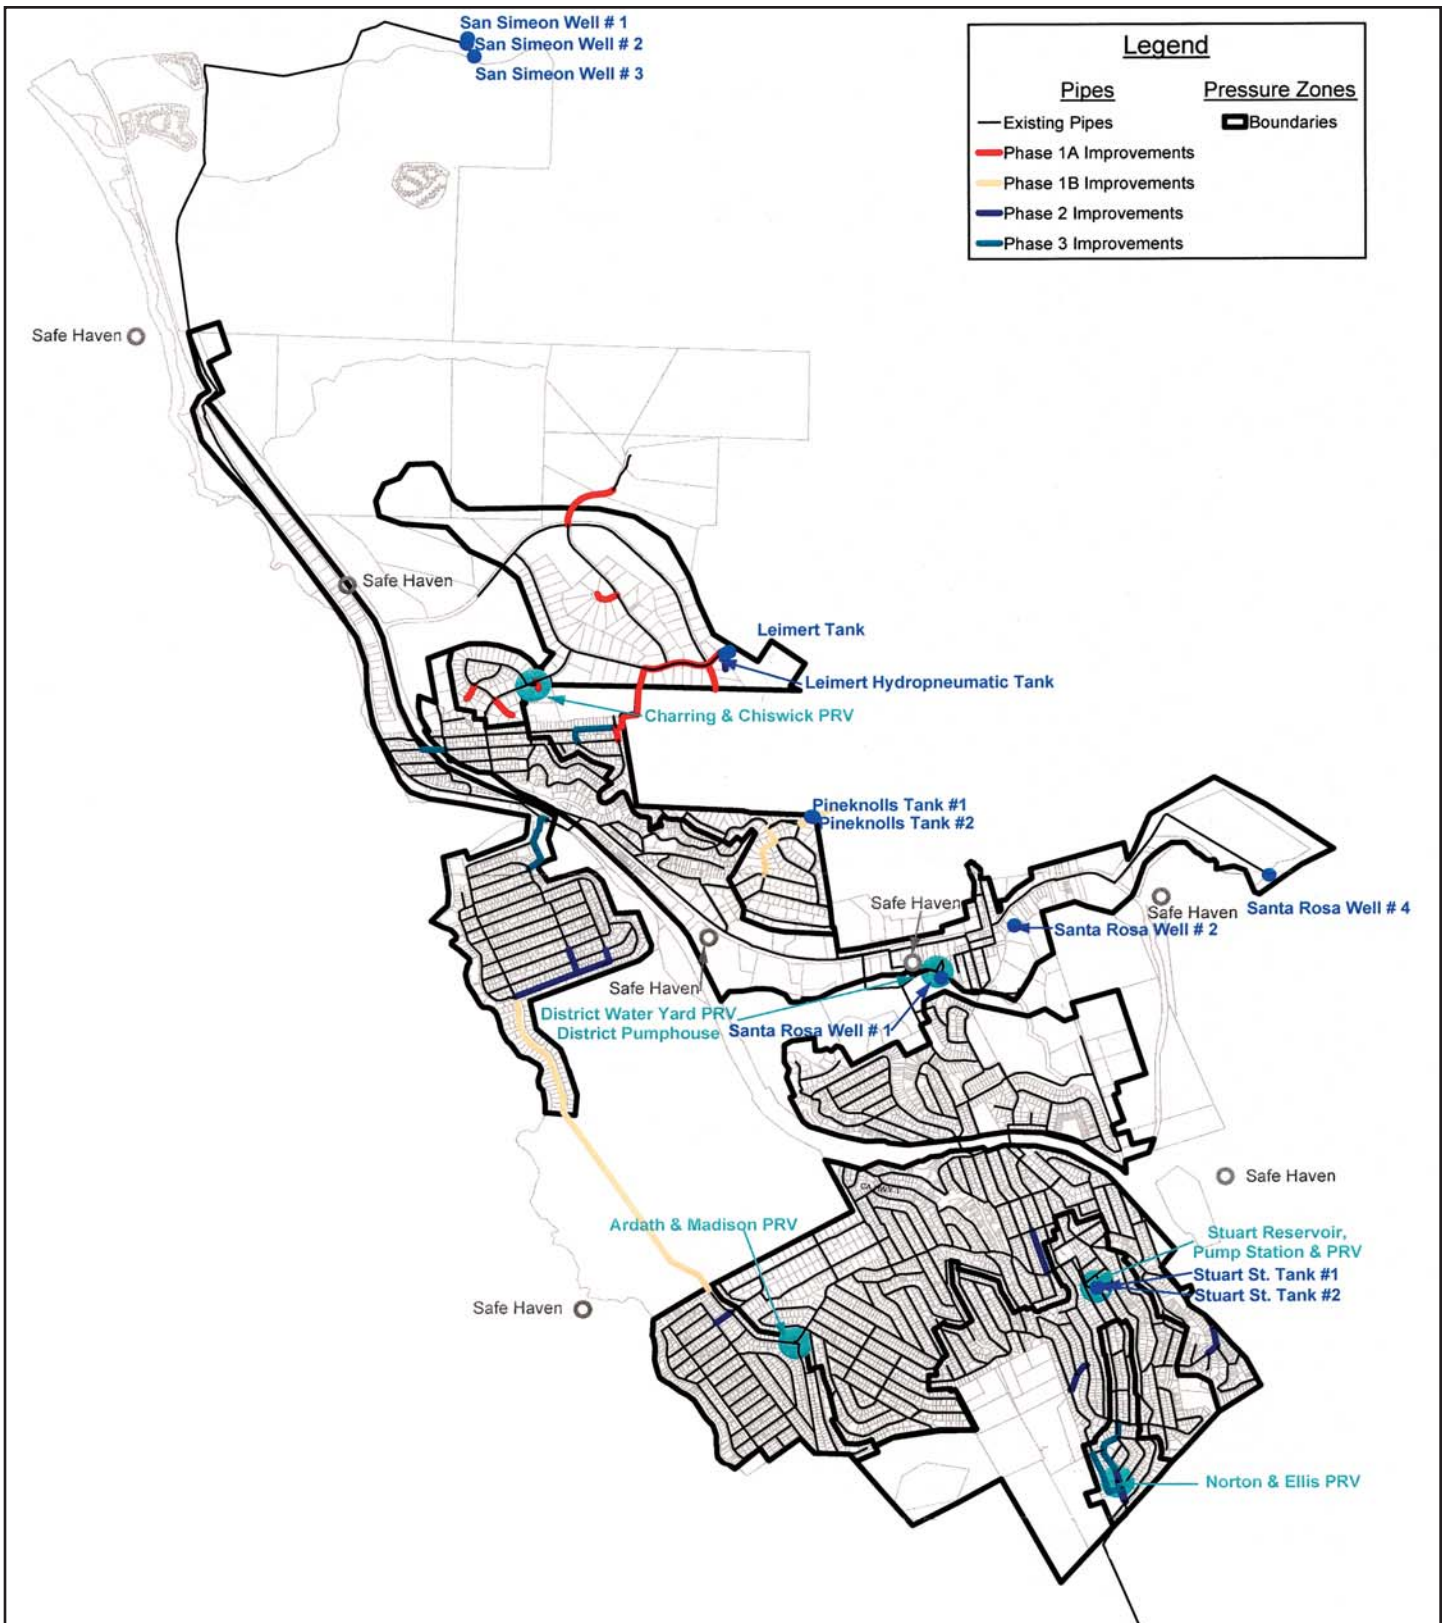 San Simeon Well # 1
San Simeon Well # 2
San Simeon Well # 3
Legend
Pipes
Pressure Zones
Existing Pipes
Boundaries
Phase 1A Improvements
Phase 1B Improvements
Phase 2 Improvements
Phase 3 Improvements
Safe Haven
Safe Haven
Leimert Tank
Leimert Hydropneumatic Tank
Charring & Chiswick PRV
Pineknolls Tank #1
Pineknolls Tank #2
Safe Haven
Santa Rosa Well # 4
Safe Haven
Santa Rosa Well # 2
Safe Haven
District Water Yard PRV
District Pumphouse
Santa Rosa Well # 1
Safe Haven
Ardath & Madison PRV
Stuart Reservoir,
Pump Station & PRV
Stuart St. Tank #1
Stuart St. Tank #2
Safe Haven
Norton & Ellis PRV